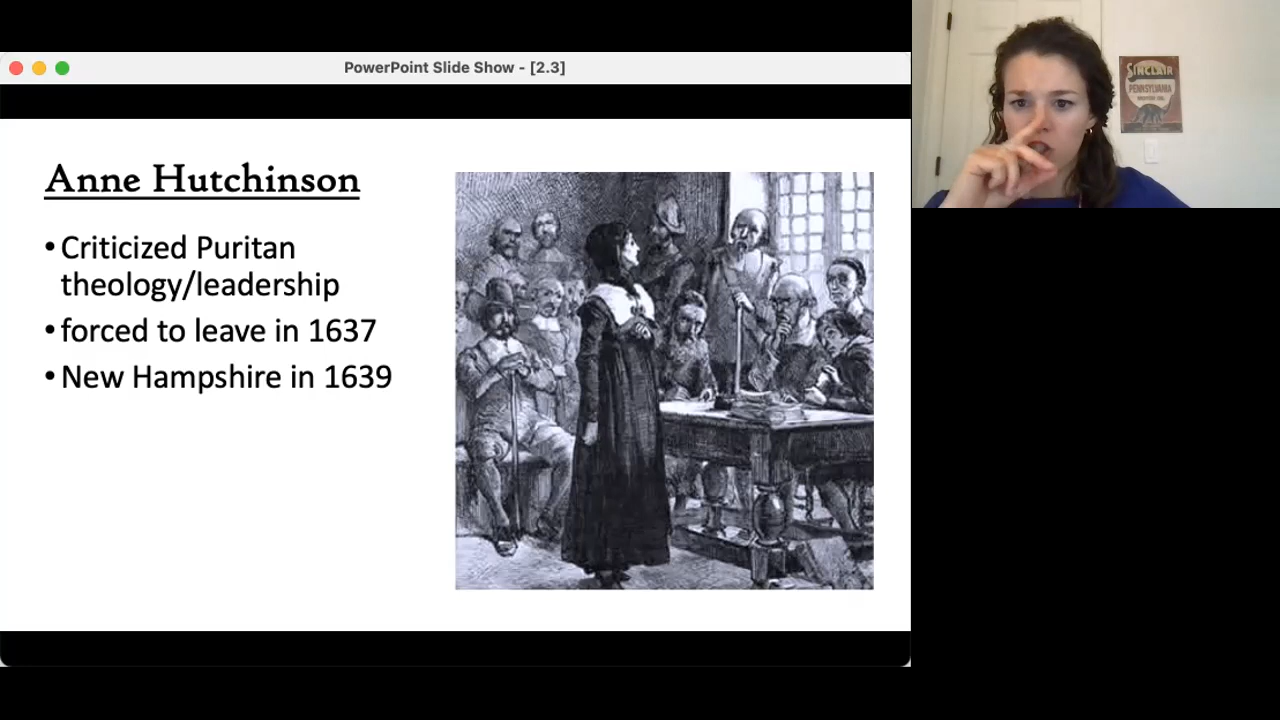 PowerPoint Slide Show - [2.3]
Anne Hutchinson
• Criticized Puritan
theology/leadership
• forced to leave in 1637
• New Hampshire in 1639
SINCLAIR
PENNSYLVANIA